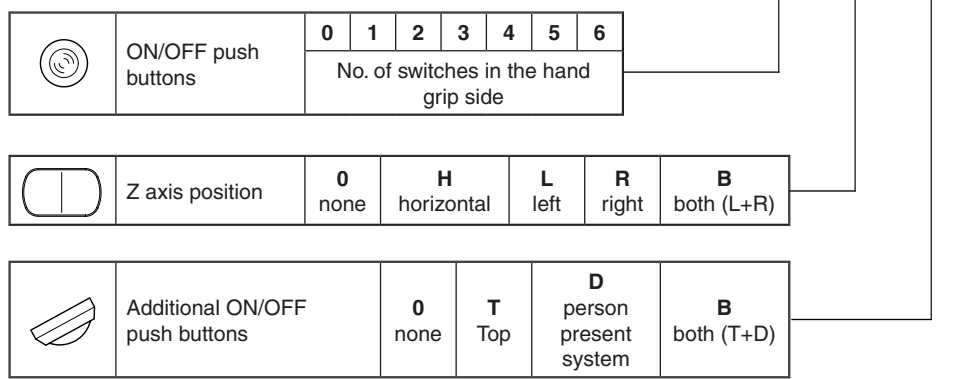 ON/OFF push
buttons
0 1 2 3 4 5 6
No. of switches in the hand
grip side
Z axis position
0
none
H
horizontal
L
left
R
right
B
both (L+R)
Additional ON/OFF
push buttons
0
none
T
Top
D
person
present
system
B
both (T+D)